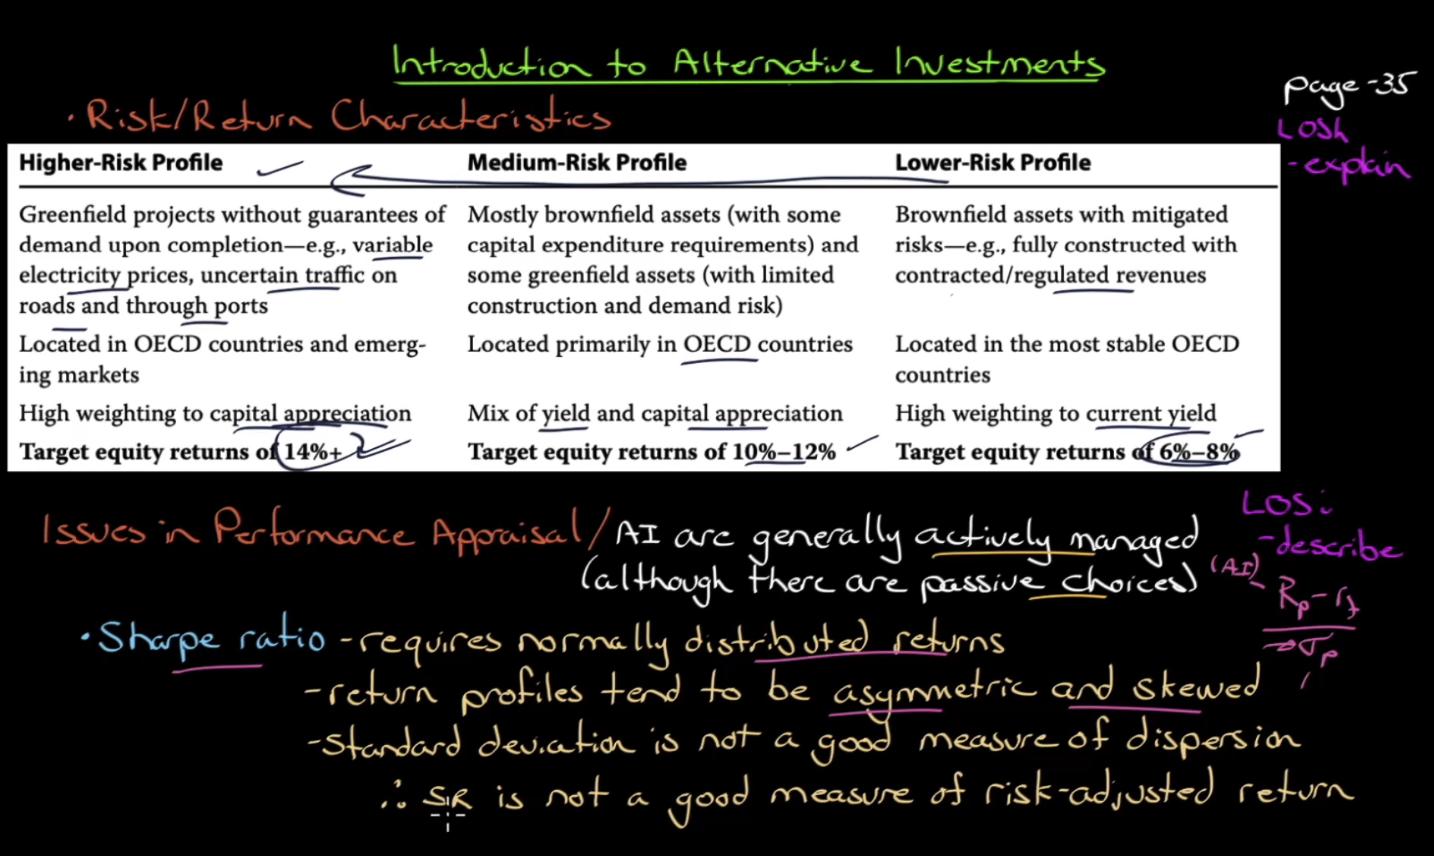 Introduction to Alternative Investments
page -35
· Risk/Return Characteristics
LOSh
- explain
Higher-Risk Profile
Greenfield projects without guarantees of
demand upon completion—e.g., variable
electricity prices, uncertain traffic on
roads and through ports
Located in OECD countries and emerg-
ing markets
High weighting to capital appreciation
Target equity returns of 14%+
Medium-Risk Profile
Mostly brownfield assets (with some
capital expenditure requirements) and
some greenfield assets (with limited
construction and demand risk)
Located primarily in OECD countries
Mix of yield and capital appreciation
Target equity returns of 10%–12%
Lower-Risk Profile
Brownfield assets with mitigated
risks—e.g., fully constructed with
contracted/regulated revenues
Located in the most stable OECD
countries
High weighting to current yield
Target equity returns of 6%–8%
Issues in Performance Appraisal / AI are generally actively managed
(although there are passive choices)
LOSi
- describe
(AI)
Rp - rf
σp
· Sharpe ratio - requires normally distributed returns
- return profiles tend to be asymmetric and skewed
- standard deviation is not a good measure of dispersion
∴ SR is not a good measure of risk-adjusted return